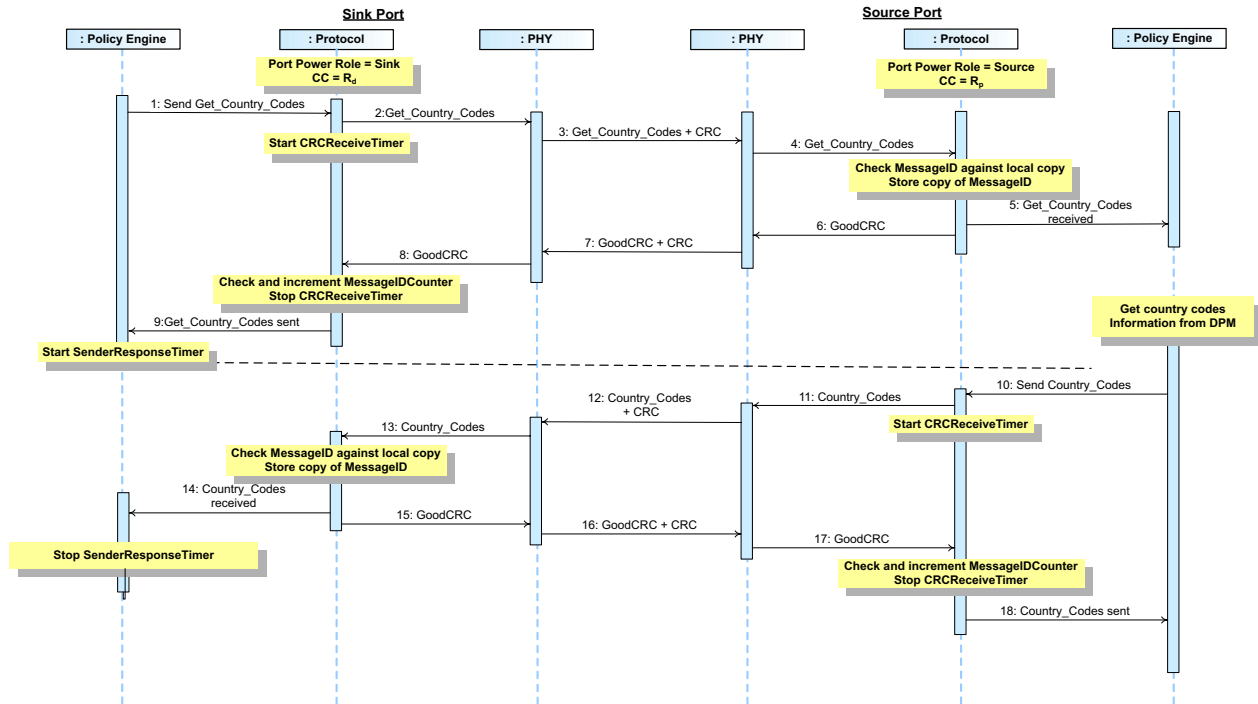 Sink Port
Source Port
: Policy Engine
: Protocol
: PHY
: PHY
: Protocol
: Policy Engine
Port Power Role = Sink
CC = Rd
Port Power Role = Source
CC = Rp
1: Send Get_Country_Codes
2:Get_Country_Codes
Start CRCReceiveTimer
3: Get_Country_Codes + CRC
4: Get_Country_Codes
Check MessageID against local copy
Store copy of MessageID
5: Get_Country_Codes
received
6: GoodCRC
7: GoodCRC + CRC
8: GoodCRC
Check and increment MessageIDCounter
Stop CRCReceiveTimer
9:Get_Country_Codes sent
Start SenderResponseTimer
Get country codes
Information from DPM
10: Send Country_Codes
11: Country_Codes
Start CRCReceiveTimer
12: Country_Codes
+ CRC
13: Country_Codes
Check MessageID against local copy
Store copy of MessageID
14: Country_Codes
received
15: GoodCRC
16: GoodCRC + CRC
17: GoodCRC
Stop SenderResponseTimer
Check and increment MessageIDCounter
Stop CRCReceiveTimer
18: Country_Codes sent